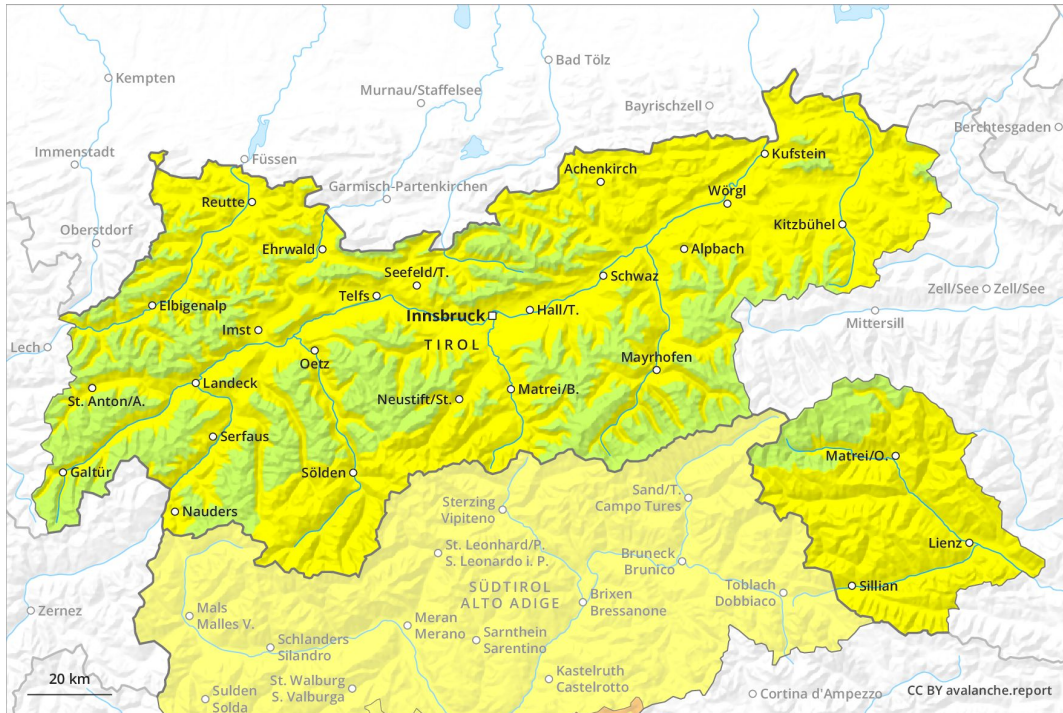 Kempten
Bad Tölz
Murnau/Staffelsee
Bayrischzell
Berchtesgaden
Immenstadt
Füssen
Kufstein
Achenkirch
Garmisch-Partenkirchen
Wörgl
Reutte
Oberstdorf
Kitzbühel
Ehrwald
Alpbach
Seefeld/T.
Schwaz
Zell/See
Zell/See
Telfs
Elbigenalp
Hall/T.
Innsbruck
Mittersill
Imst
TIROL
Lech
Oetz
Mayrhofen
Landeck
St. Anton/A.
Matrei/B.
Neustift/St.
Serfaus
Matrei/O.
Galtür
Sölden
Sand/T.
Campo Tures
Sterzing
Vipiteno
Nauders
Lienz
St. Leonhard/P.
S. Leonardo i. P.
Bruneck
Brunico
SÜDTIROL
ALTO ADIGE
Sillian
Toblach
Dobbiaco
Brixen
Bressanone
Zernez
Mals
Malles V.
Meran
Merano
Schlanders
Silandro
Sarnthein
Sarentino
20 km
St. Walburg
S. Valburga
Kastelruth
Castelrotto
Sulden
Solda
Cortina d'Ampezzo
CC BY avalanche.report